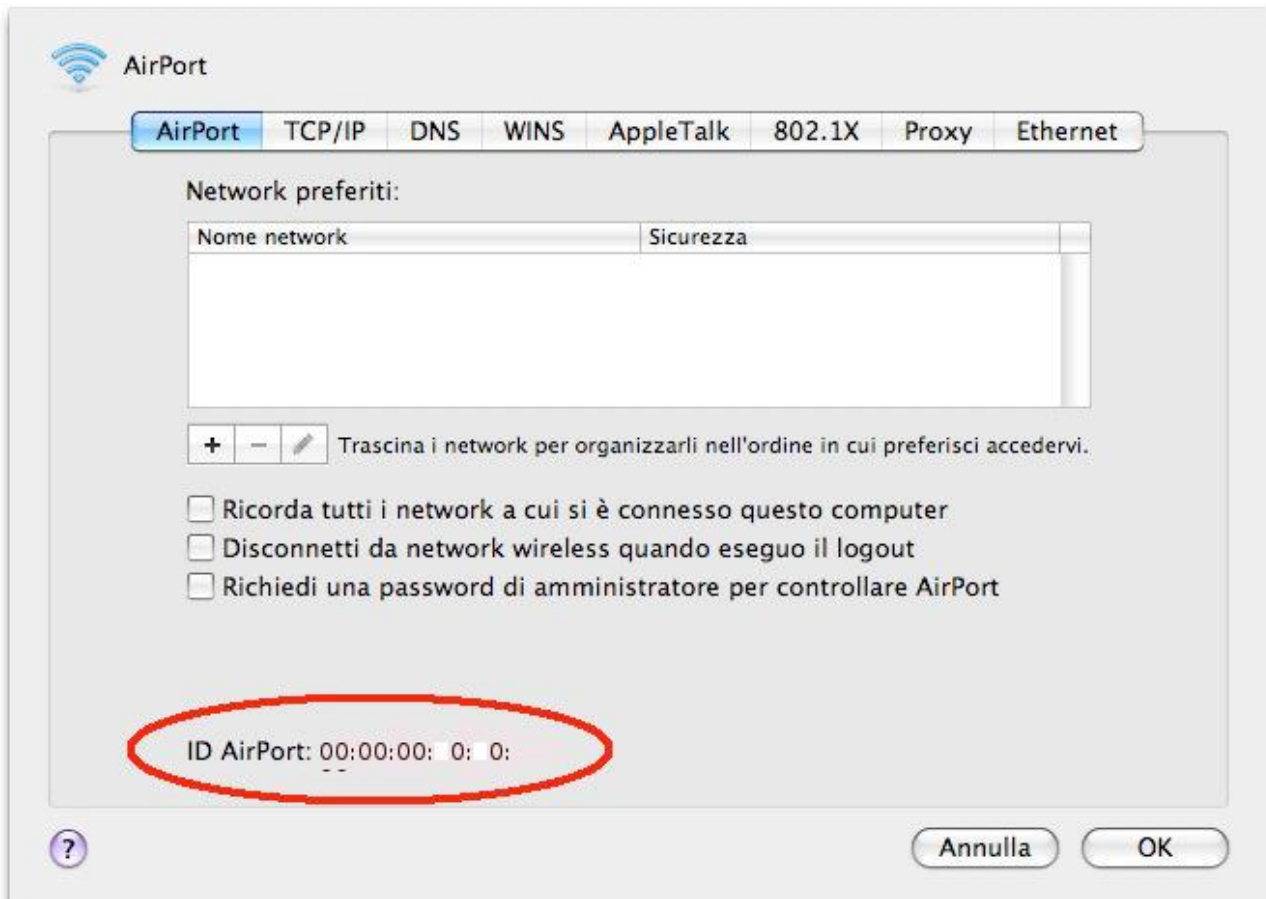 AirPort
AirPort TCP/IP DNS WINS AppleTalk 802.1X Proxy Ethernet
Network preferiti:
Nome network Sicurezza
+ − Trascina i network per organizzarli nell'ordine in cui preferisci accedervi.
Ricorda tutti i network a cui si è connesso questo computer
Disconnetti da network wireless quando eseguo il logout
Richiedi una password di amministratore per controllare AirPort
ID AirPort: 00:00:00: 0: 0:
? Annulla OK